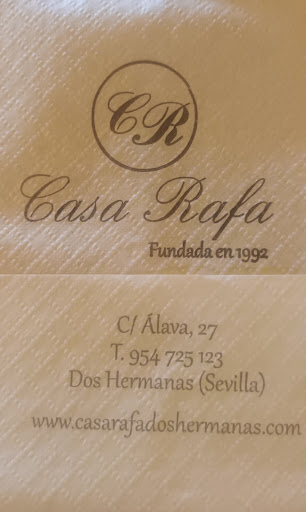 CR
Casa Rafa
Fundada en 1992
C/ Álava, 27
T. 954 725 123
Dos Hermanas (Sevilla)
www.casarafadoshermanas.com